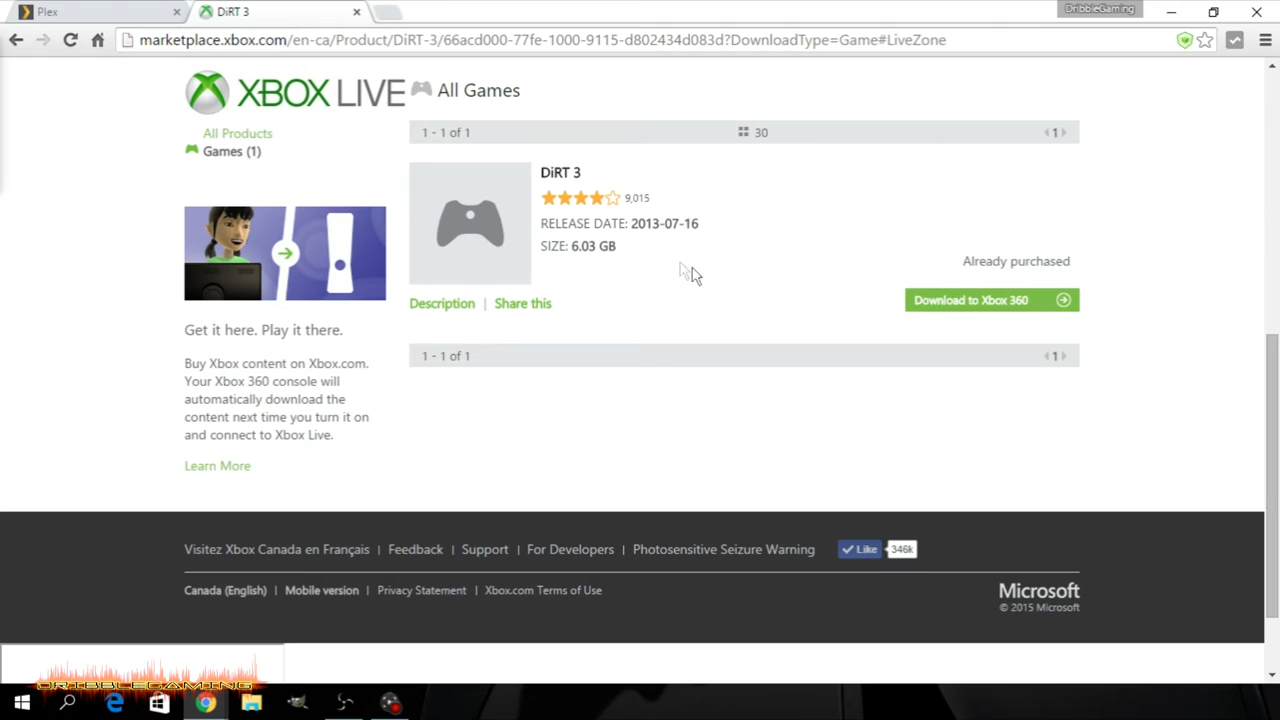 Plex
DiRT 3
DribbleGaming
marketplace.xbox.com/en-ca/Product/DiRT-3/66acd000-77fe-1000-9115-d802434d083d?DownloadType=Game#LiveZone
XBOX LIVE
All Games
All Products
Games (1)
1 - 1 of 1
30
1
DiRT 3
9,015
RELEASE DATE: 2013-07-16
SIZE: 6.03 GB
Already purchased
Download to Xbox 360
Description | Share this
1 - 1 of 1
1
Get it here. Play it there.
Buy Xbox content on Xbox.com.
Your Xbox 360 console will
automatically download the
content next time you turn it on
and connect to Xbox Live.
Learn More
Visitez Xbox Canada en Français | Feedback | Support | For Developers | Photosensitive Seizure Warning
Like
346k
Canada (English) | Mobile version | Privacy Statement | Xbox.com Terms of Use
Microsoft
© 2015 Microsoft
DRIBBLEGAMING